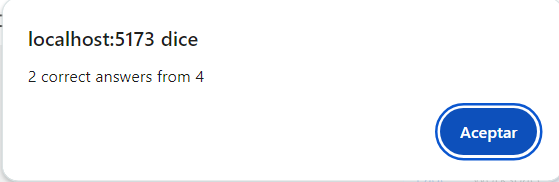 localhost:5173 dice
2 correct answers from 4
Aceptar